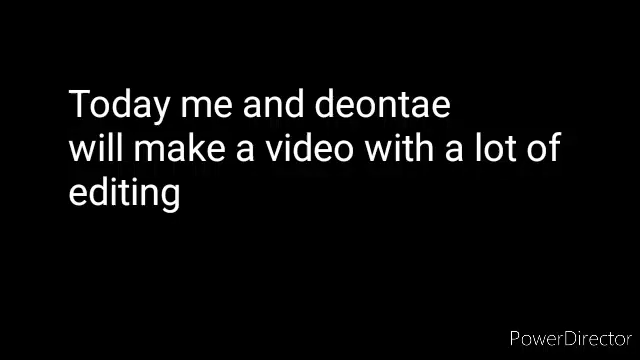 Today me and deontae
will make a video with a lot of
editing
PowerDirector